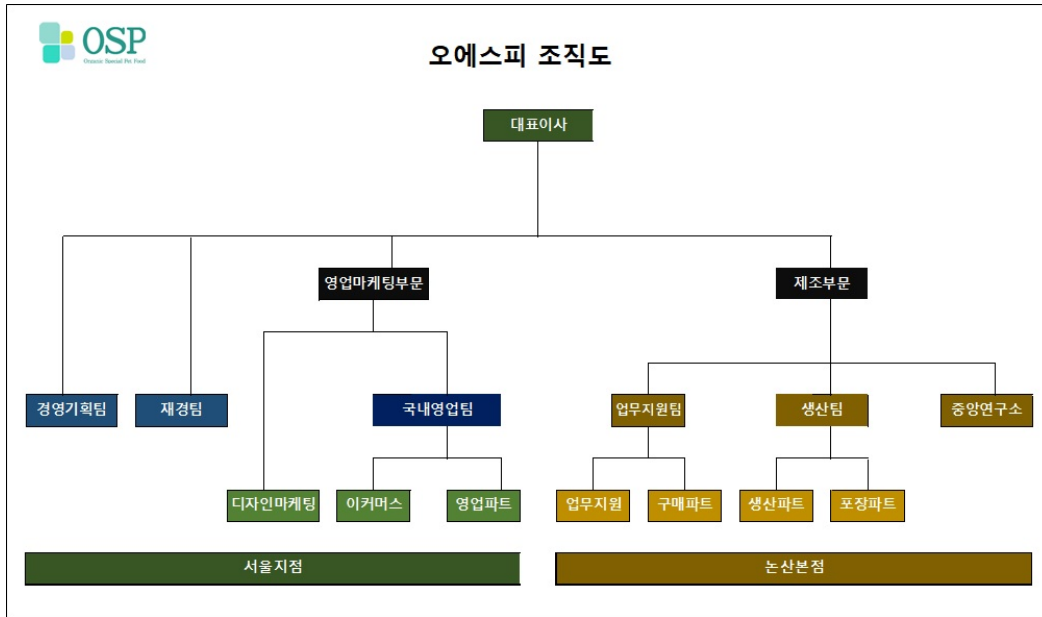 OSP
Organic Special Pet Food
오에스피 조직도
대표이사
영업마케팅부문
제조부문
경영기획팀
재경팀
국내영업팀
업무지원팀
생산팀
중앙연구소
디자인마케팅
이커머스
영업파트
업무지원
구매파트
생산파트
포장파트
서울지점
논산본점